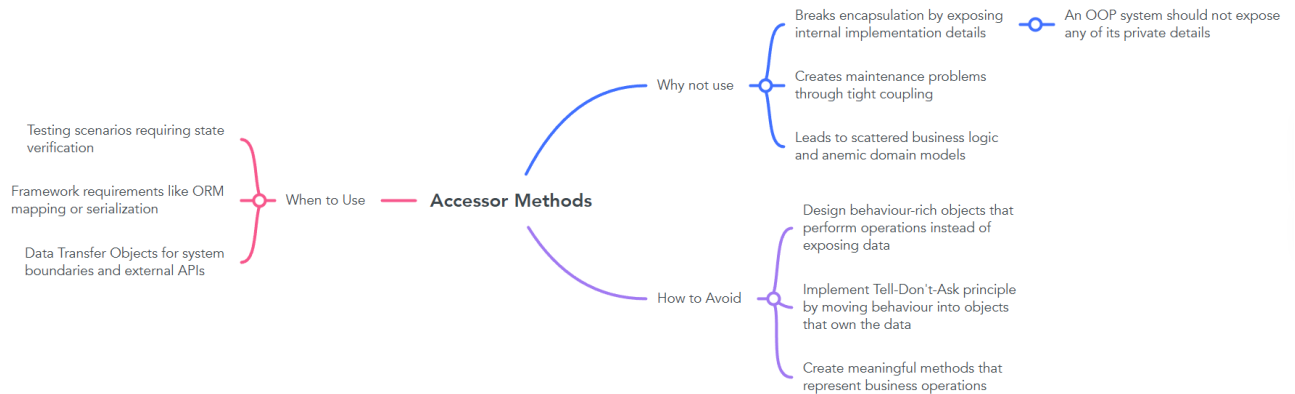 Accessor Methods
Why not use
Breaks encapsulation by exposing
internal implementation details
An OOP system should not expose
any of its private details
Creates maintenance problems
through tight coupling
Leads to scattered business logic
and anemic domain models
How to Avoid
Design behaviour-rich objects that
perform operations instead of
exposing data
Implement Tell-Don't-Ask principle
by moving behaviour into objects
that own the data
Create meaningful methods that
represent business operations
When to Use
Testing scenarios requiring state
verification
Framework requirements like ORM
mapping or serialization
Data Transfer Objects for system
boundaries and external APIs